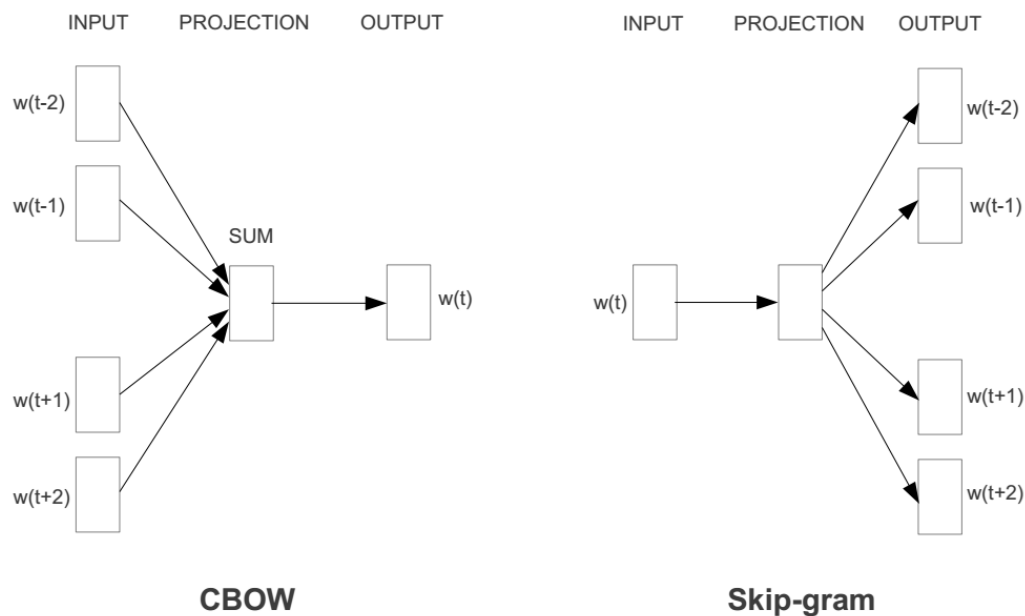 INPUT PROJECTION OUTPUT
w(t-2)
w(t-1)
SUM
w(t)
w(t+1)
w(t+2)
CBOW
INPUT PROJECTION OUTPUT
w(t-2)
w(t-1)
w(t)
w(t+1)
w(t+2)
Skip-gram